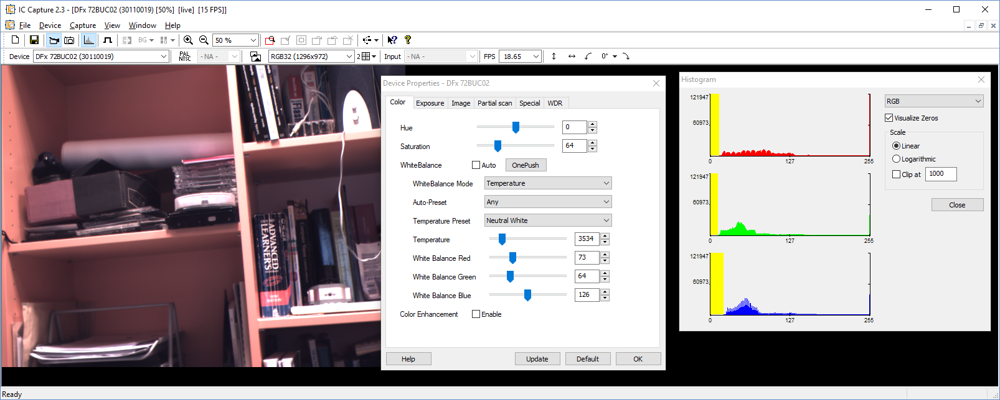 IC Capture 2.3 - [DFx 72BUC02 (30110019) [50%]  [live]  [15 FPS]]
File Device Capture View Window Help
BG 50 %
Device DFx 72BUC02 (30110019) PAL NTSC - NA - RGB32 (1296x972) 2 Input - NA - FPS 18.65 0°
Device Properties - DFx 72BUC02
Color Exposure Image Partial scan Special WDR
Hue 0
Saturation 64
WhiteBalance Auto OnePush
WhiteBalance Mode Temperature
Auto-Preset Any
Temperature Preset Neutral White
Temperature 3534
White Balance Red 73
White Balance Green 64
White Balance Blue 126
Color Enhancement Enable
Help Update Default OK
Histogram
121947
60973
0 127 255
121947
60973
0 127 255
121947
60973
0 127 255
RGB
Visualize Zeros
Scale
Linear
Logarithmic
Clip at 1000
Close
jFlash
OXFORD
ADVANCED
LEARNER'S
Ready